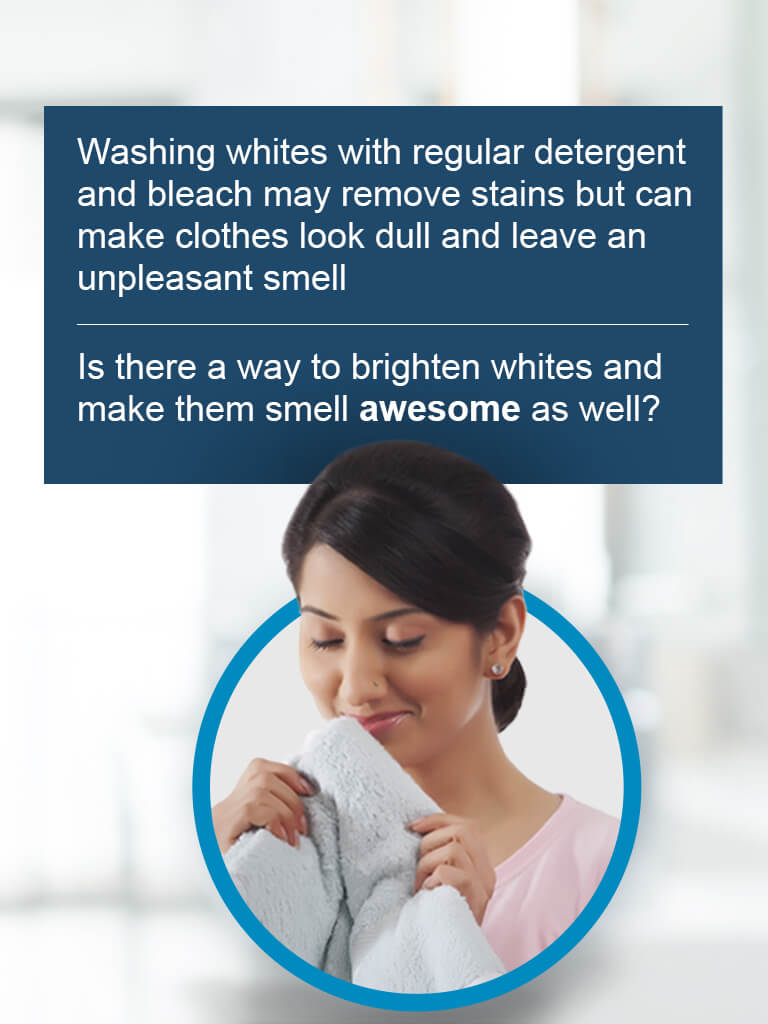 Washing whites with regular detergent
and bleach may remove stains but can
make clothes look dull and leave an
unpleasant smell
Is there a way to brighten whites and
make them smell awesome as well?